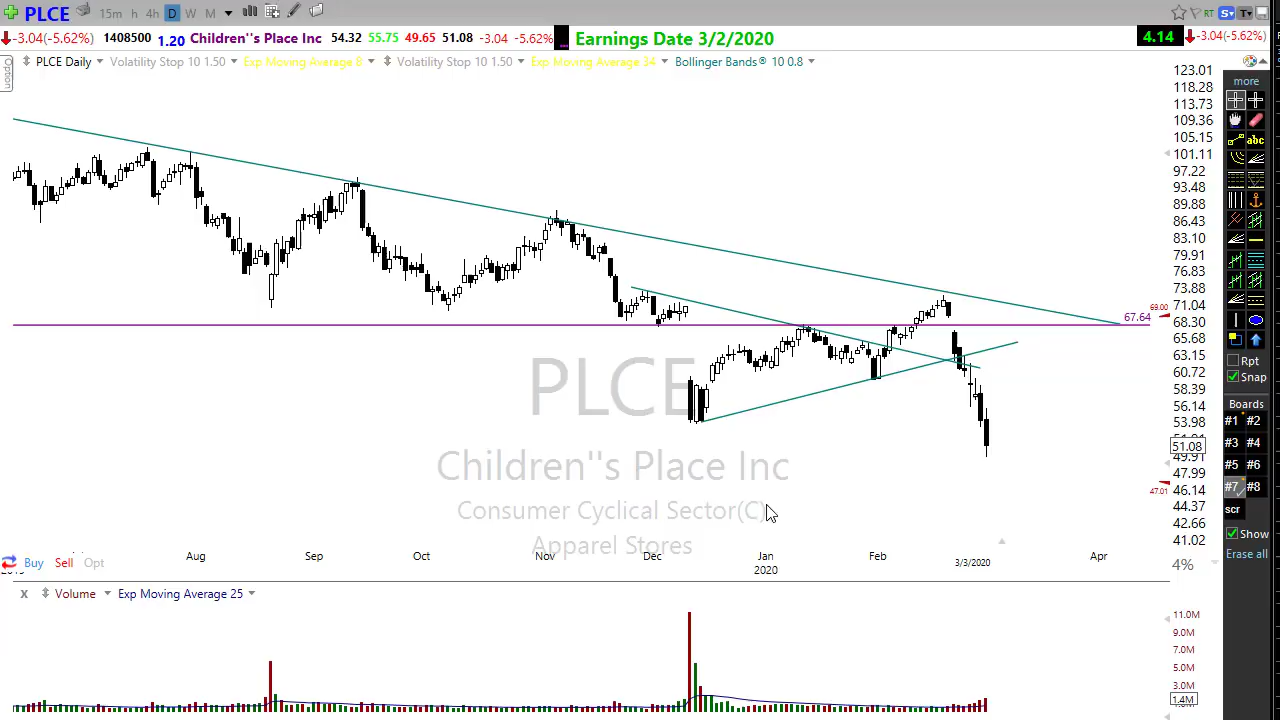 PLCE 15m h 4h D W M RT S T
-3.04(-5.62%) 1408500 1.20 Children''s Place Inc 54.32 55.75 49.65 51.08 -3.04 -5.62% Earnings Date 3/2/2020 4.14 -3.04(-5.62%)
Option
PLCE Daily Volatility Stop 10 1.50 Exp Moving Average 8 Volatility Stop 10 1.50 Exp Moving Average 34 Bollinger Bands® 10 0.8
123.01
118.28
113.73
109.36
105.15
101.11
97.22
93.48
89.88
86.43
83.10
79.91
76.83
73.88
71.04
69.00
67.64
68.30
65.68
63.15
60.72
58.39
56.14
53.98
51.08
49.91
47.99
47.01
46.14
44.37
42.66
41.02
PLCE
Children''s Place Inc
Consumer Cyclical Sector(C)
Apparel Stores
more
abc
Rpt
Snap
Boards
#1 #2
#3 #4
#5 #6
#7 #8
scr
Show
Erase all
Aug Sep Oct Nov Dec Jan Feb Apr
2020 3/3/2020
Buy Sell Opt
4%
X Volume Exp Moving Average 25
11.0M
9.0M
7.0M
5.0M
3.0M
1.4M